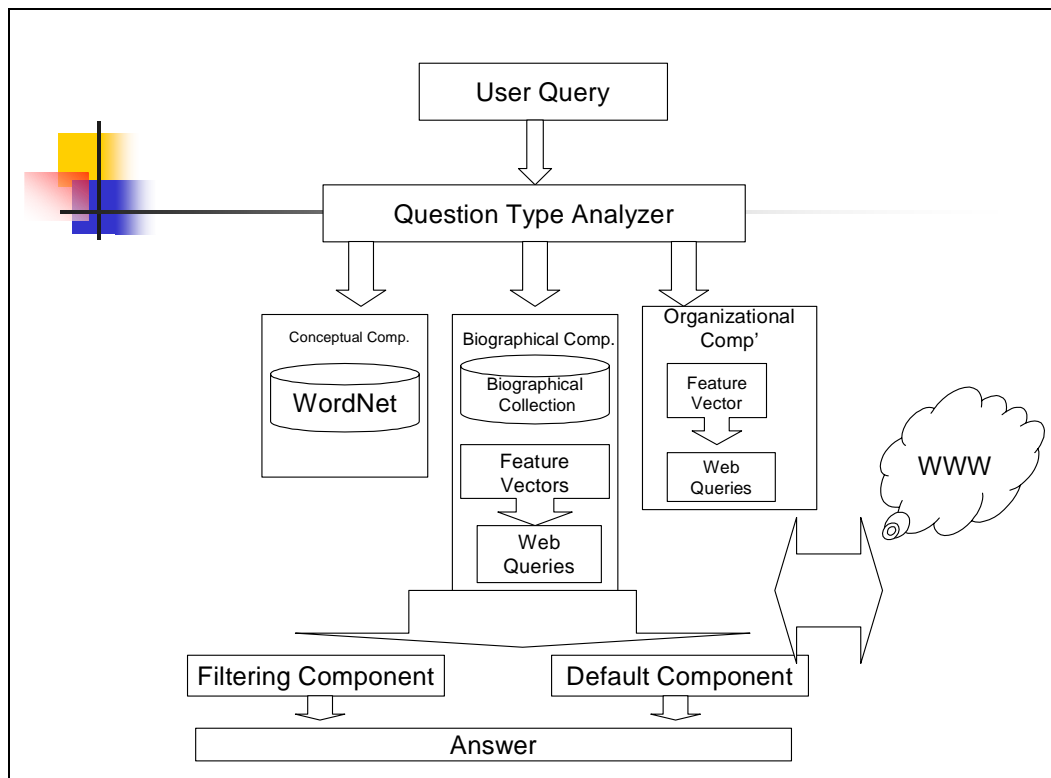 User Query
Question Type Analyzer
Conceptual Comp.
WordNet
Biographical Comp.
Biographical
Collection
Feature
Vectors
Web
Queries
Organizational
Comp'
Feature
Vector
Web
Queries
WWW
Filtering Component
Default Component
Answer